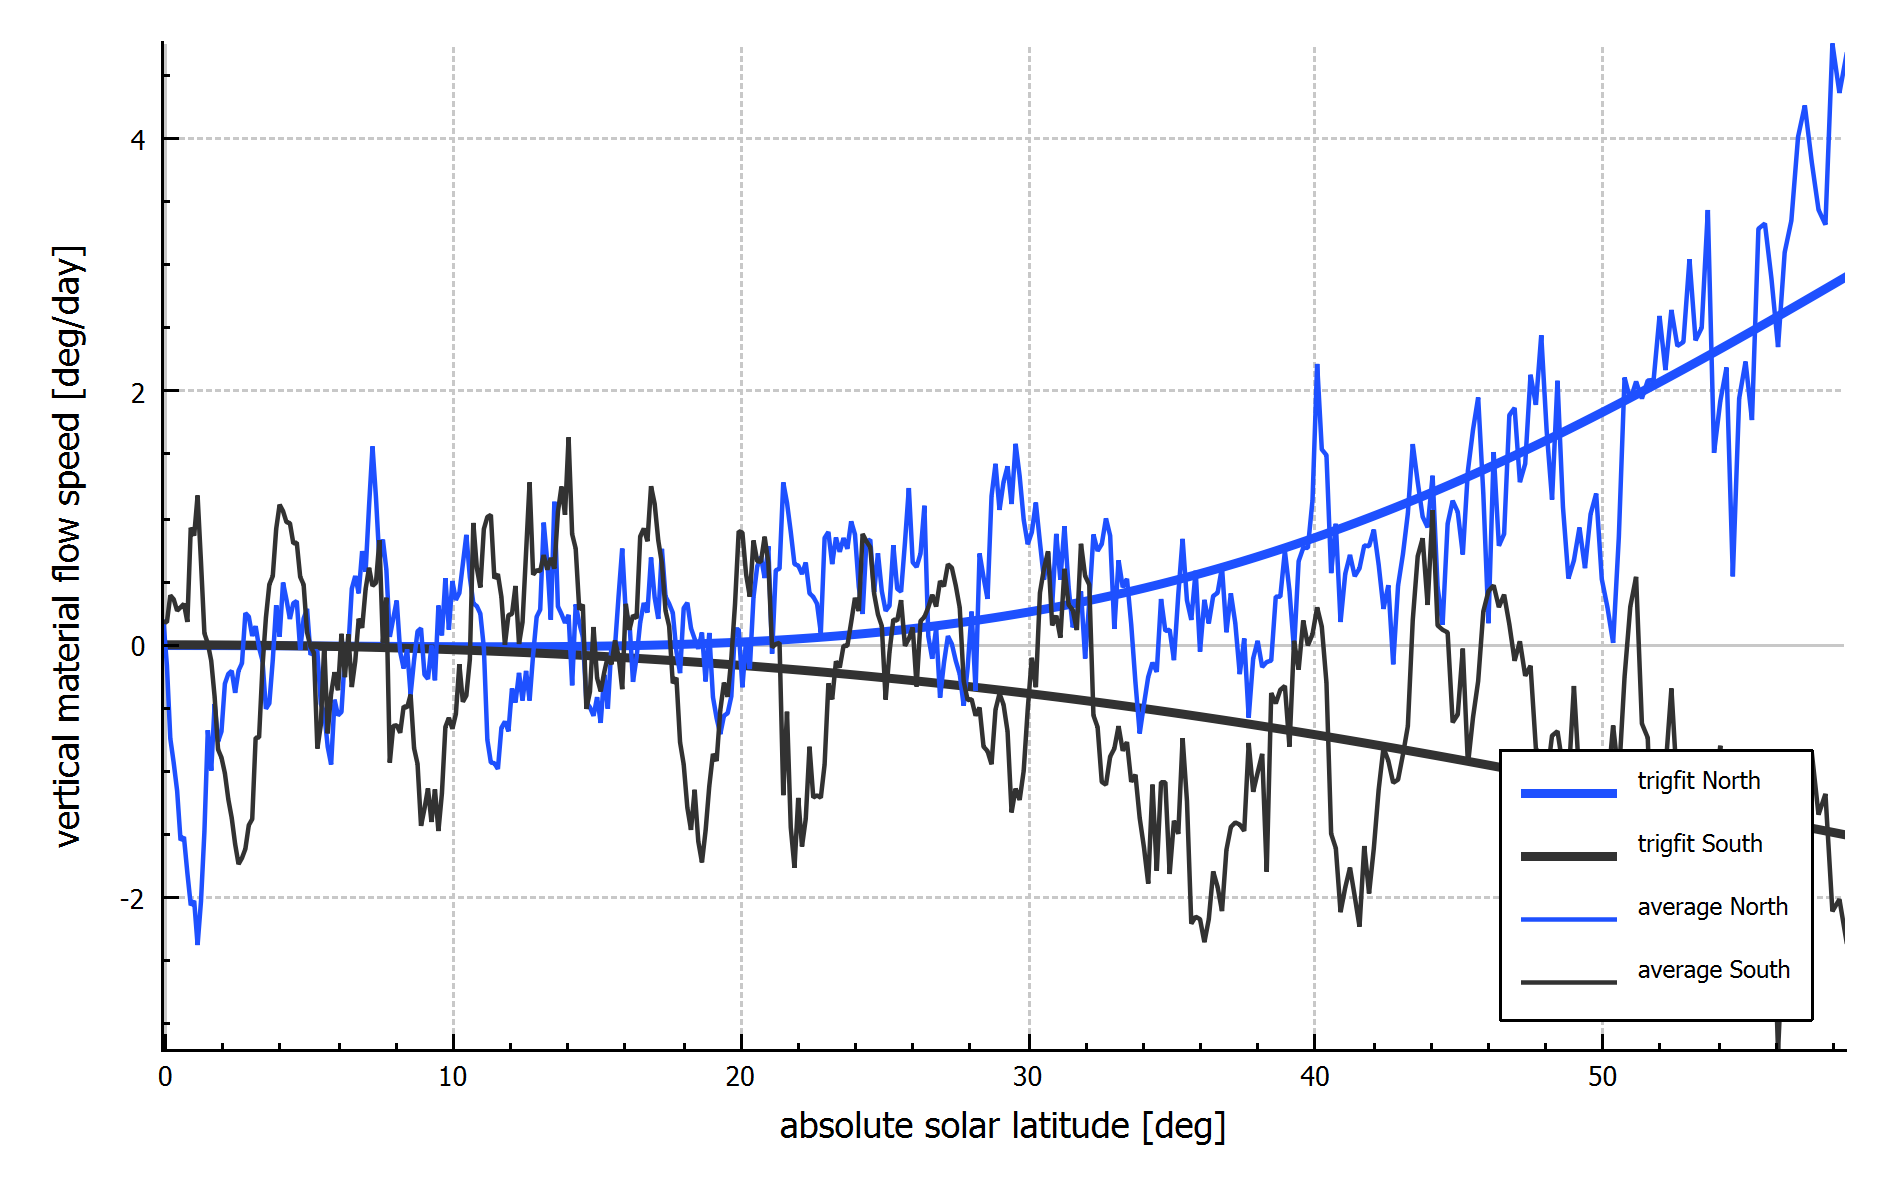 vertical material flow speed [deg/day]
4
2
0
-2
0 10 20 30 40 50
absolute solar latitude [deg]
trigfit North
trigfit South
average North
average South